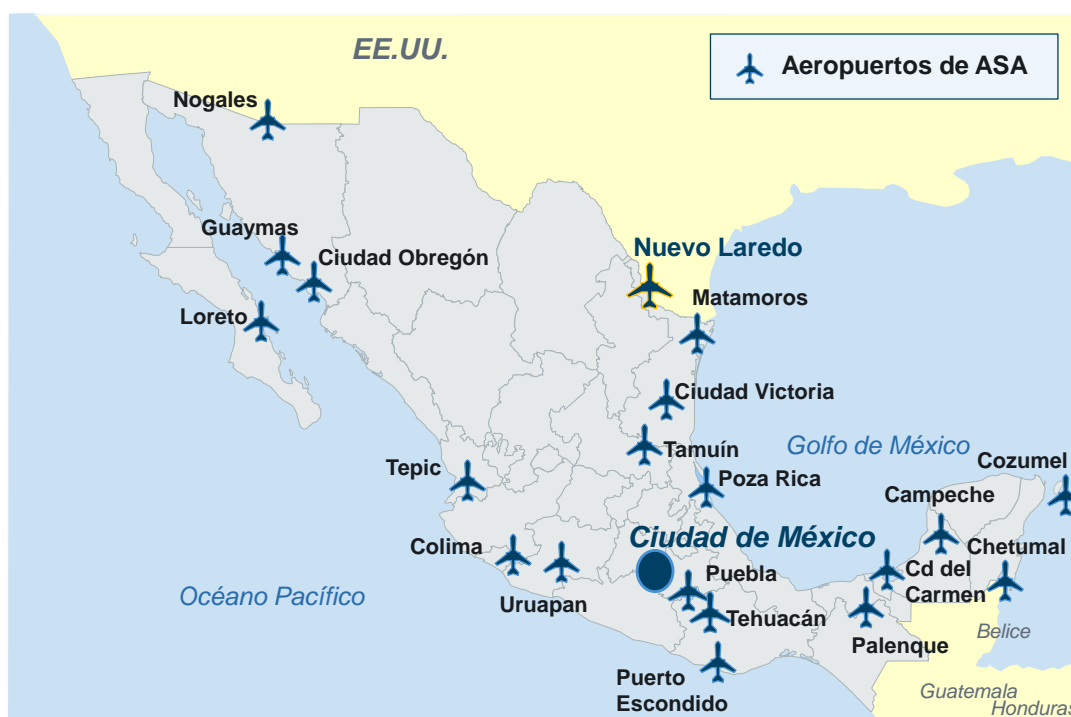 EE.UU.
Aeropuertos de ASA
Nogales
Guaymas
Ciudad Obregón
Nuevo Laredo
Matamoros
Loreto
Ciudad Victoria
Tamuín
Golfo de México
Tepic
Poza Rica
Cozumel
Campeche
Ciudad de México
Colima
Chetumal
Puebla
Cd del
Carmen
Océano Pacífico
Uruapan
Tehuacán
Palenque
Belice
Puerto
Escondido
Guatemala
Honduras